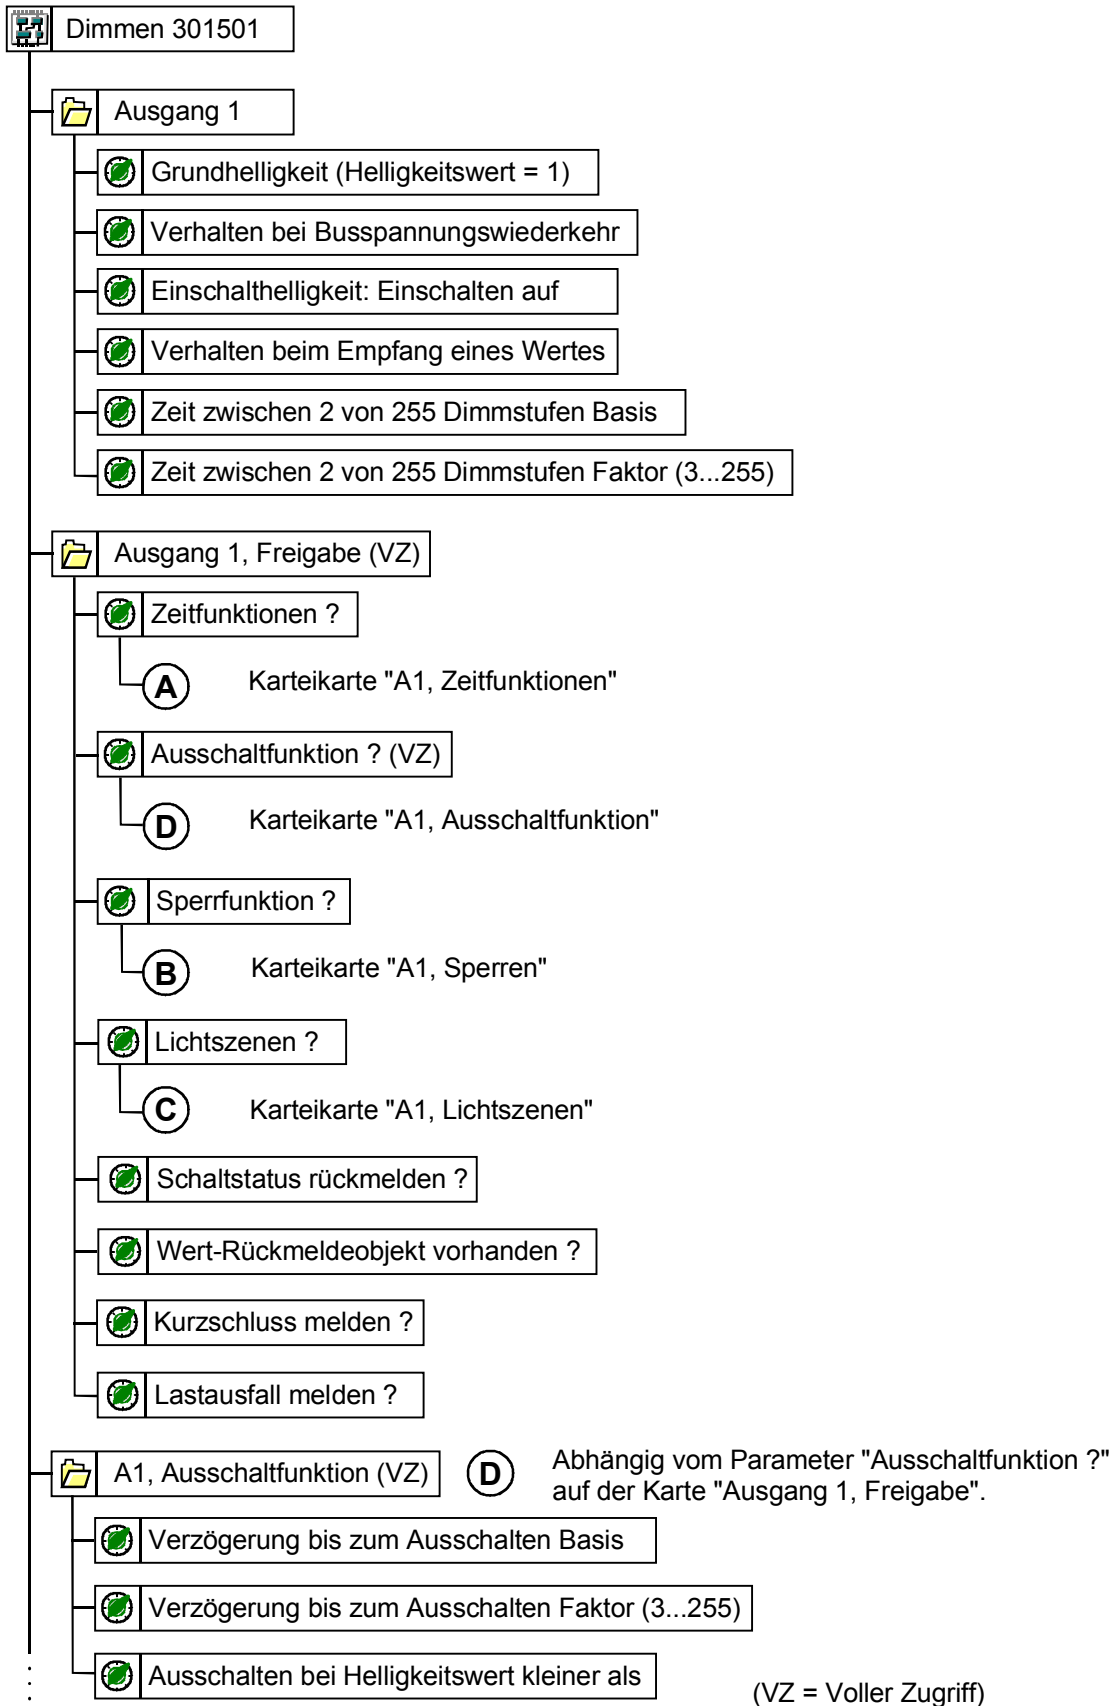 Dimmen 301501
Ausgang 1
Grundhelligkeit (Helligkeitswert = 1)
Verhalten bei Busspannungswiederkehr
Einschalthelligkeit: Einschalten auf
Verhalten beim Empfang eines Wertes
Zeit zwischen 2 von 255 Dimmstufen Basis
Zeit zwischen 2 von 255 Dimmstufen Faktor (3...255)
Ausgang 1, Freigabe (VZ)
Zeitfunktionen ?
A Karteikarte "A1, Zeitfunktionen"
Ausschaltfunktion ? (VZ)
D Karteikarte "A1, Ausschaltfunktion"
Sperrfunktion ?
B Karteikarte "A1, Sperren"
Lichtszenen ?
C Karteikarte "A1, Lichtszenen"
Schaltstatus rückmelden ?
Wert-Rückmeldeobjekt vorhanden ?
Kurzschluss melden ?
Lastausfall melden ?
A1, Ausschaltfunktion (VZ) D
Abhängig vom Parameter "Ausschaltfunktion ?"
auf der Karte "Ausgang 1, Freigabe".
Verzögerung bis zum Ausschalten Basis
Verzögerung bis zum Ausschalten Faktor (3...255)
Ausschalten bei Helligkeitswert kleiner als
(VZ = Voller Zugriff)